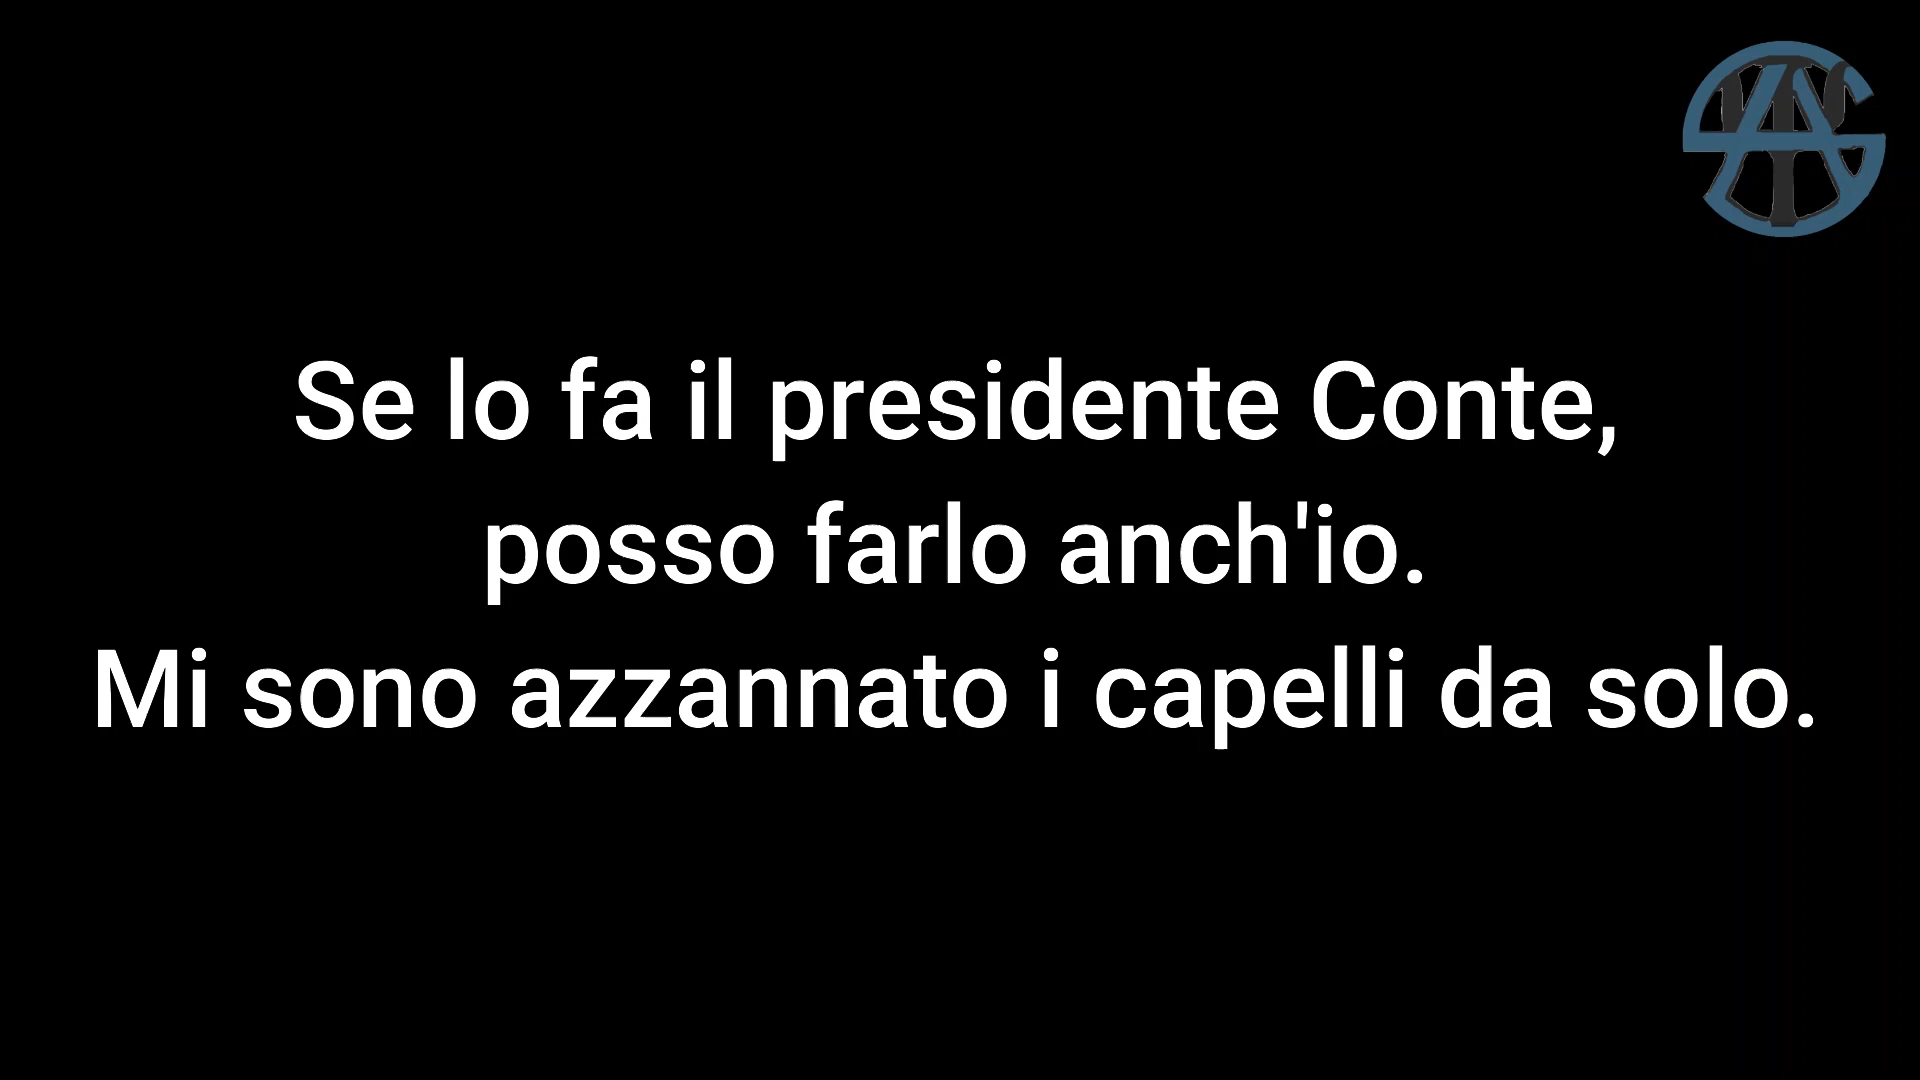 Se lo fa il presidente Conte,
posso farlo anch'io.
Mi sono azzannato i capelli da solo.